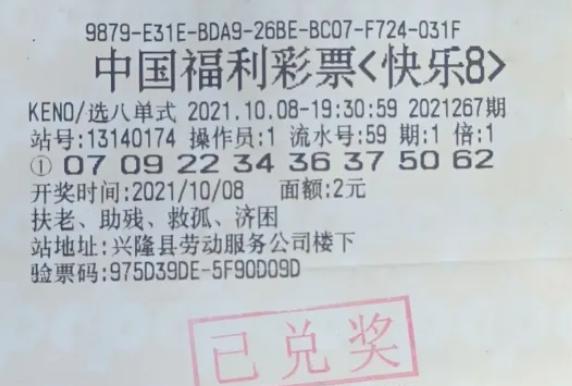 9879-E31E-BDA9-26BE-BC07-F724-031F
中国福利彩票<快乐8>
KENO/选八单式 2021.10.08-19:30:59 2021267期
站号:13140174 操作员:1 流水号:59 期:1 倍:1
① 07 09 22 34 36 37 50 62
开奖时间:2021/10/08 面额:2元
扶老、助残、救孤、济困
站地址:兴隆县劳动服务公司楼下
验票码:975D39DE-5F90D09D
已兑奖